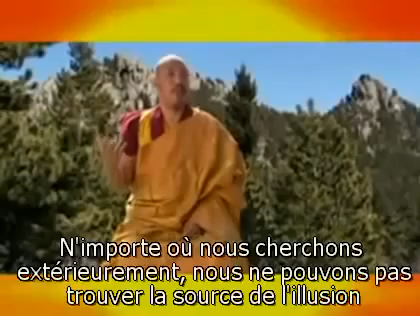 N'importe où nous cherchons
extérieurement, nous ne pouvons pas
trouver la source de l'illusion